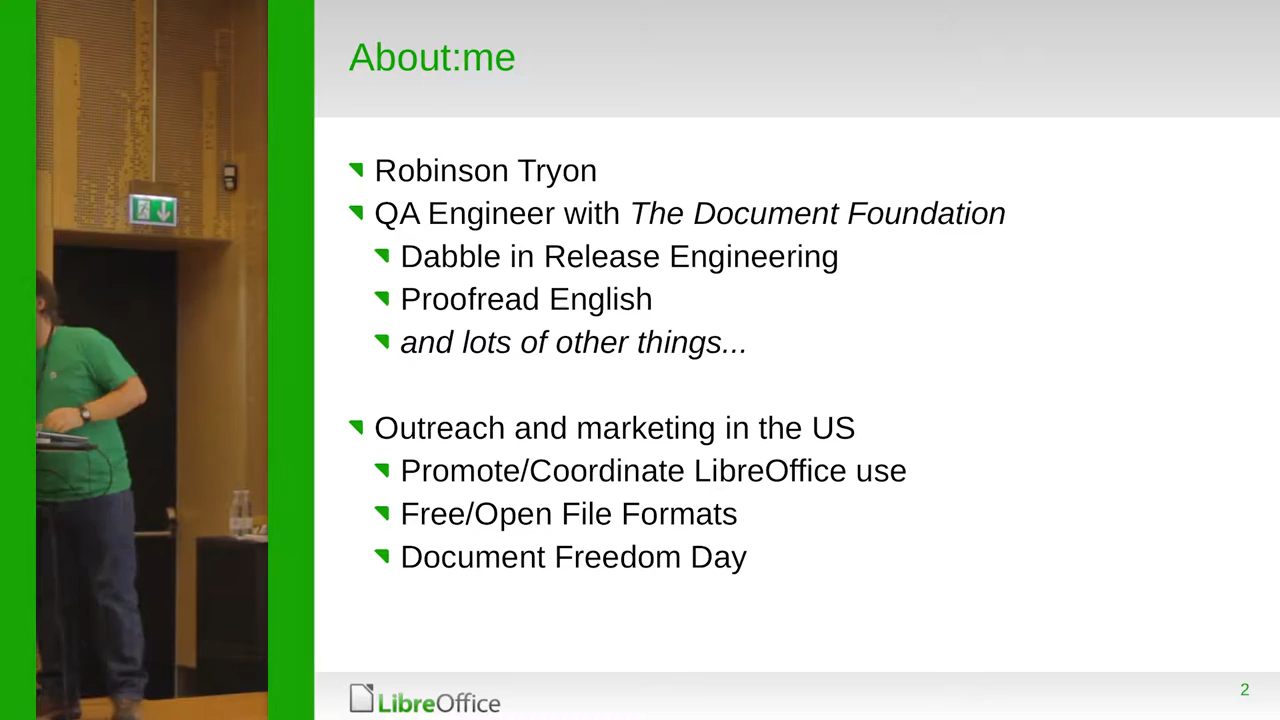 About:me
Robinson Tryon
QA Engineer with The Document Foundation
Dabble in Release Engineering
Proofread English
and lots of other things...
Outreach and marketing in the US
Promote/Coordinate LibreOffice use
Free/Open File Formats
Document Freedom Day
LibreOffice
2